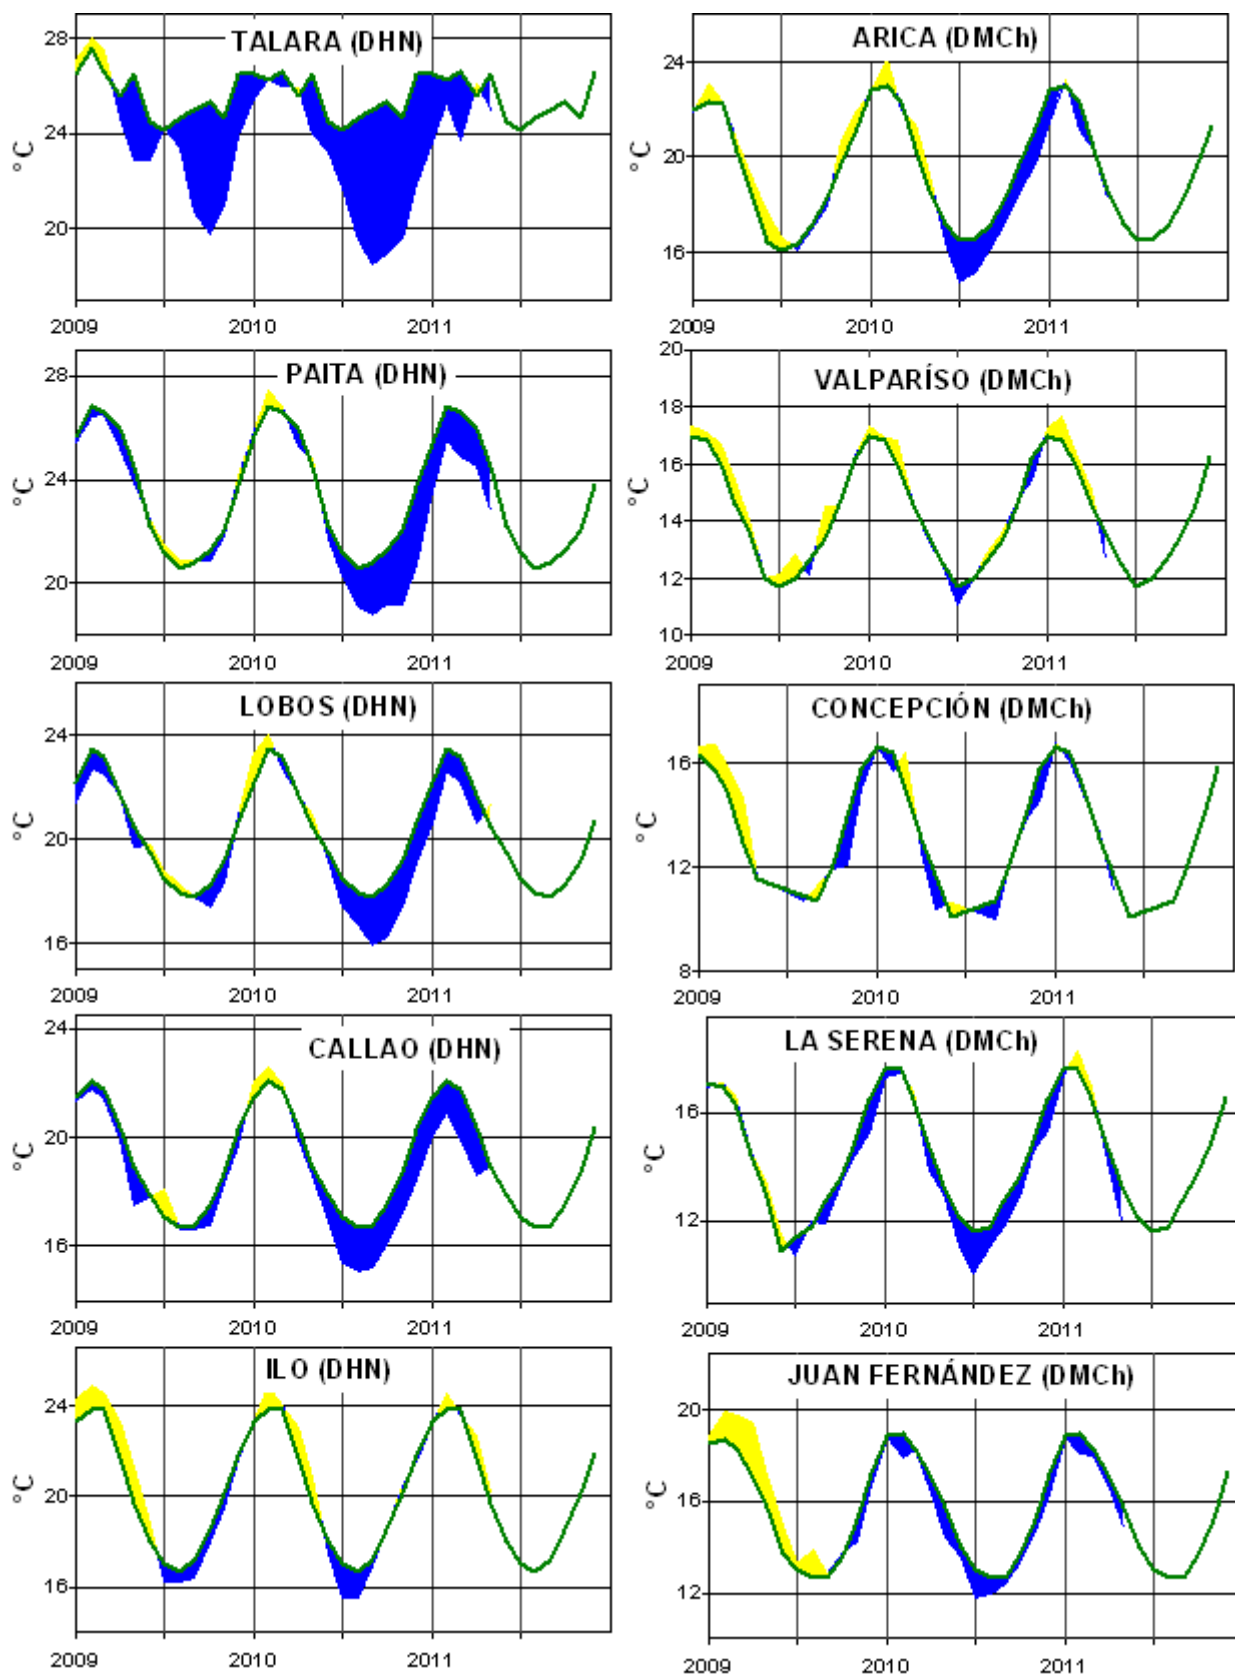 TALARA (DHN)
28
24
20
°C
2009 2010 2011
ARICA (DMCh)
24
20
16
°C
2009 2010 2011
PAITA (DHN)
28
24
20
°C
2009 2010 2011
VALPARÍSO (DMCh)
20
18
16
14
12
10
°C
2009 2010 2011
LOBOS (DHN)
24
20
16
°C
2009 2010 2011
CONCEPCIÓN (DMCh)
16
12
8
°C
2009 2010 2011
CALLAO (DHN)
24
20
16
°C
2009 2010 2011
LA SERENA (DMCh)
16
12
°C
2009 2010 2011
ILO (DHN)
24
20
16
°C
2009 2010 2011
JUAN FERNÁNDEZ (DMCh)
20
16
12
°C
2009 2010 2011